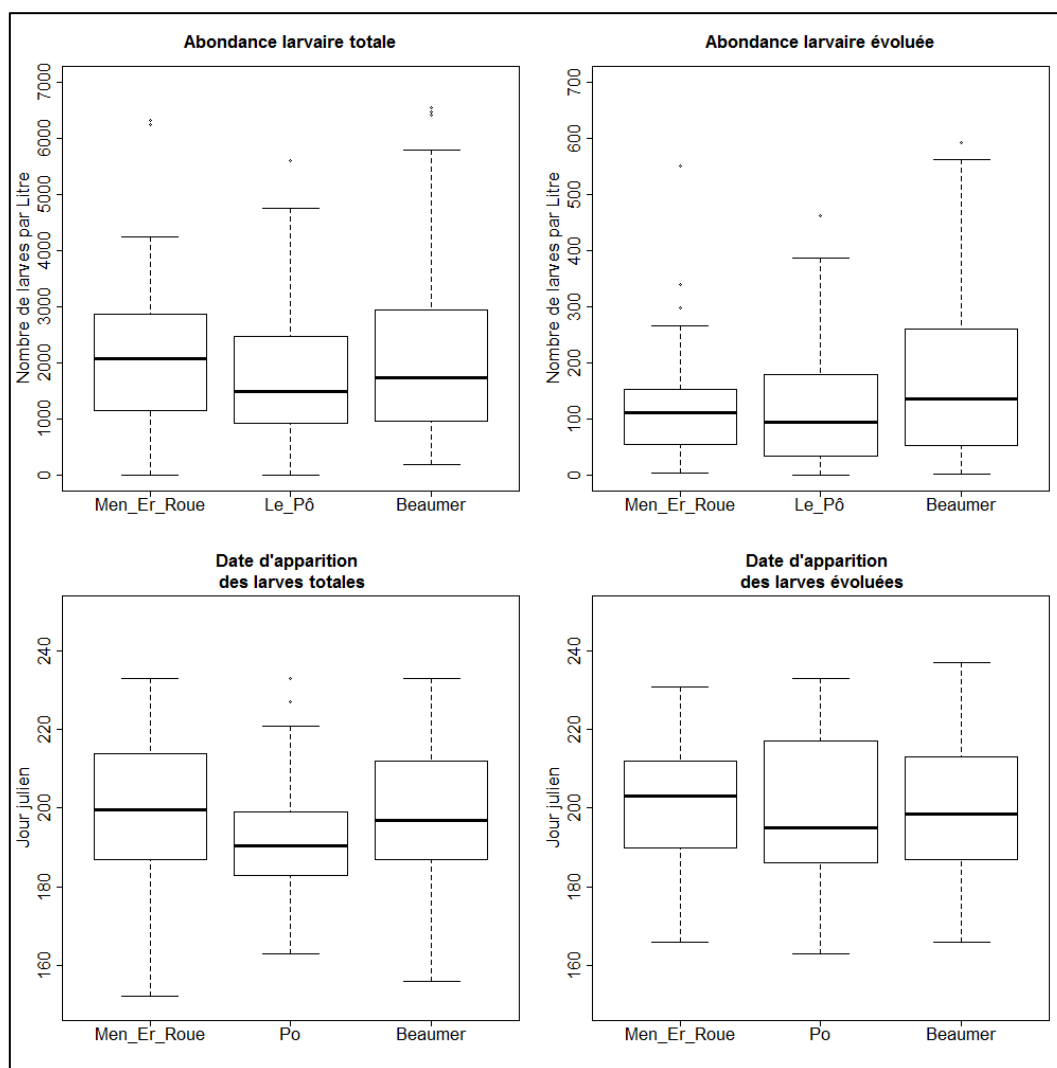 Abondance larvaire totale
Nombre de larves par Litre
7000
6000
5000
4000
3000
2000
1000
0
Men_Er_Roue
Le_Pô
Beaumer
Abondance larvaire évoluée
Nombre de larves par Litre
700
600
500
400
300
200
100
0
Men_Er_Roue
Le_Pô
Beaumer
Date d'apparition
des larves totales
Jour julien
240
220
200
180
160
Men_Er_Roue
Po
Beaumer
Date d'apparition
des larves évoluées
Jour julien
240
220
200
180
160
Men_Er_Roue
Po
Beaumer